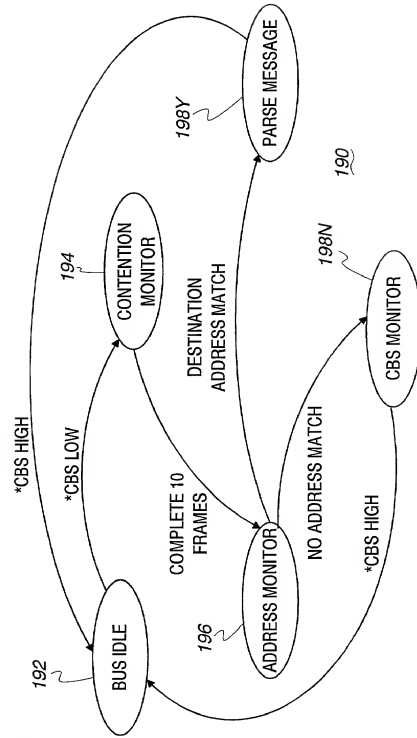 *CBS HIGH
192
BUS IDLE
*CBS LOW
194
CONTENTION
MONITOR
198Y
PARSE MESSAGE
COMPLETE 10
FRAMES
DESTINATION
ADDRESS MATCH
196
ADDRESS MONITOR
NO ADDRESS MATCH
190
198N
CBS MONITOR
*CBS HIGH